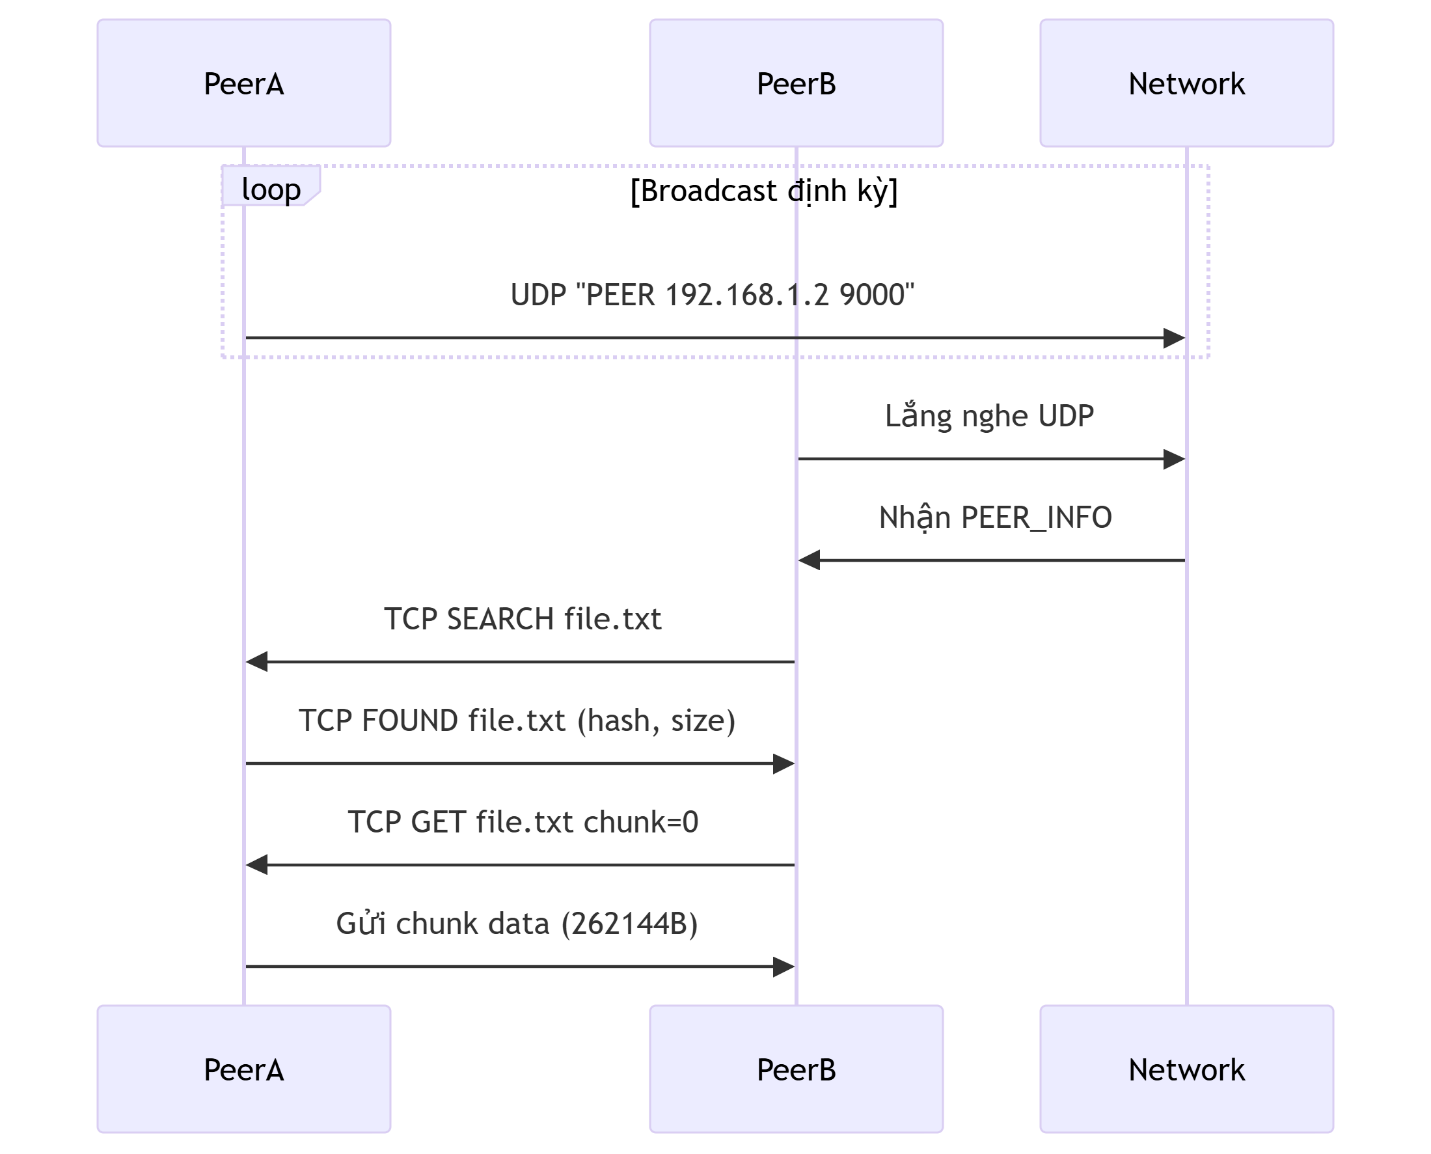 PeerA
PeerB
Network
loop
[Broadcast định kỳ]
UDP "PEER 192.168.1.2 9000"
Lắng nghe UDP
Nhận PEER_INFO
TCP SEARCH file.txt
TCP FOUND file.txt (hash, size)
TCP GET file.txt chunk=0
Gửi chunk data (262144B)
PeerA
PeerB
Network